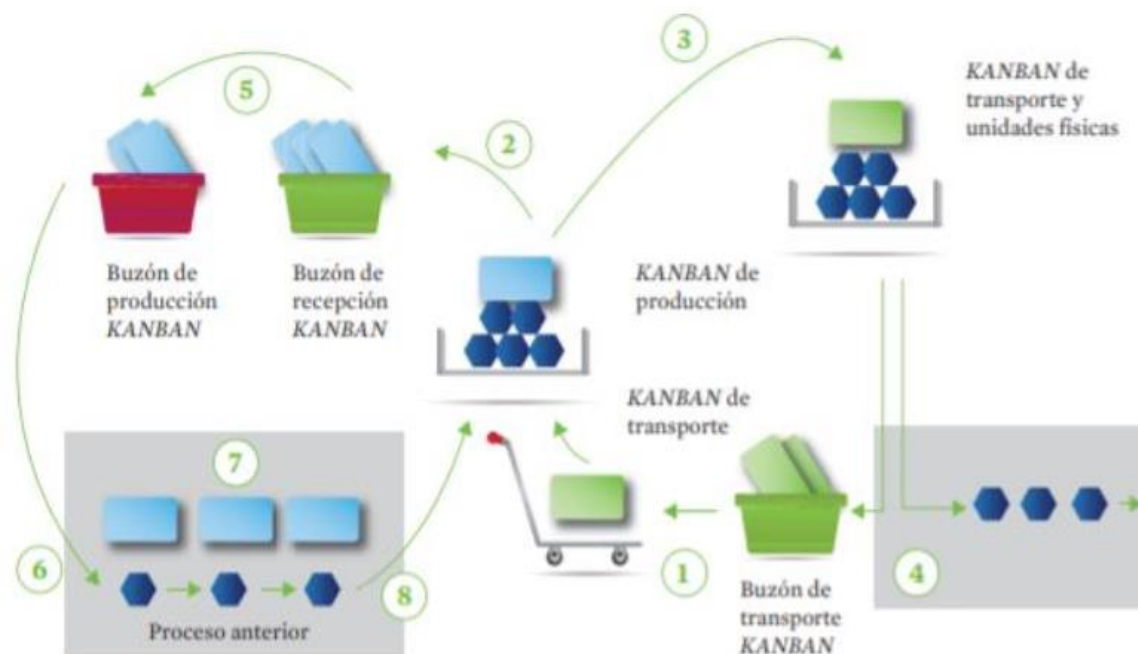 3
KANBAN de
transporte y
unidades físicas
5
2
Buzón de
producción
KANBAN
Buzón de
recepción
KANBAN
KANBAN de
producción
KANBAN de
transporte
7
6
8
1
4
Proceso anterior
Buzón de
transporte
KANBAN